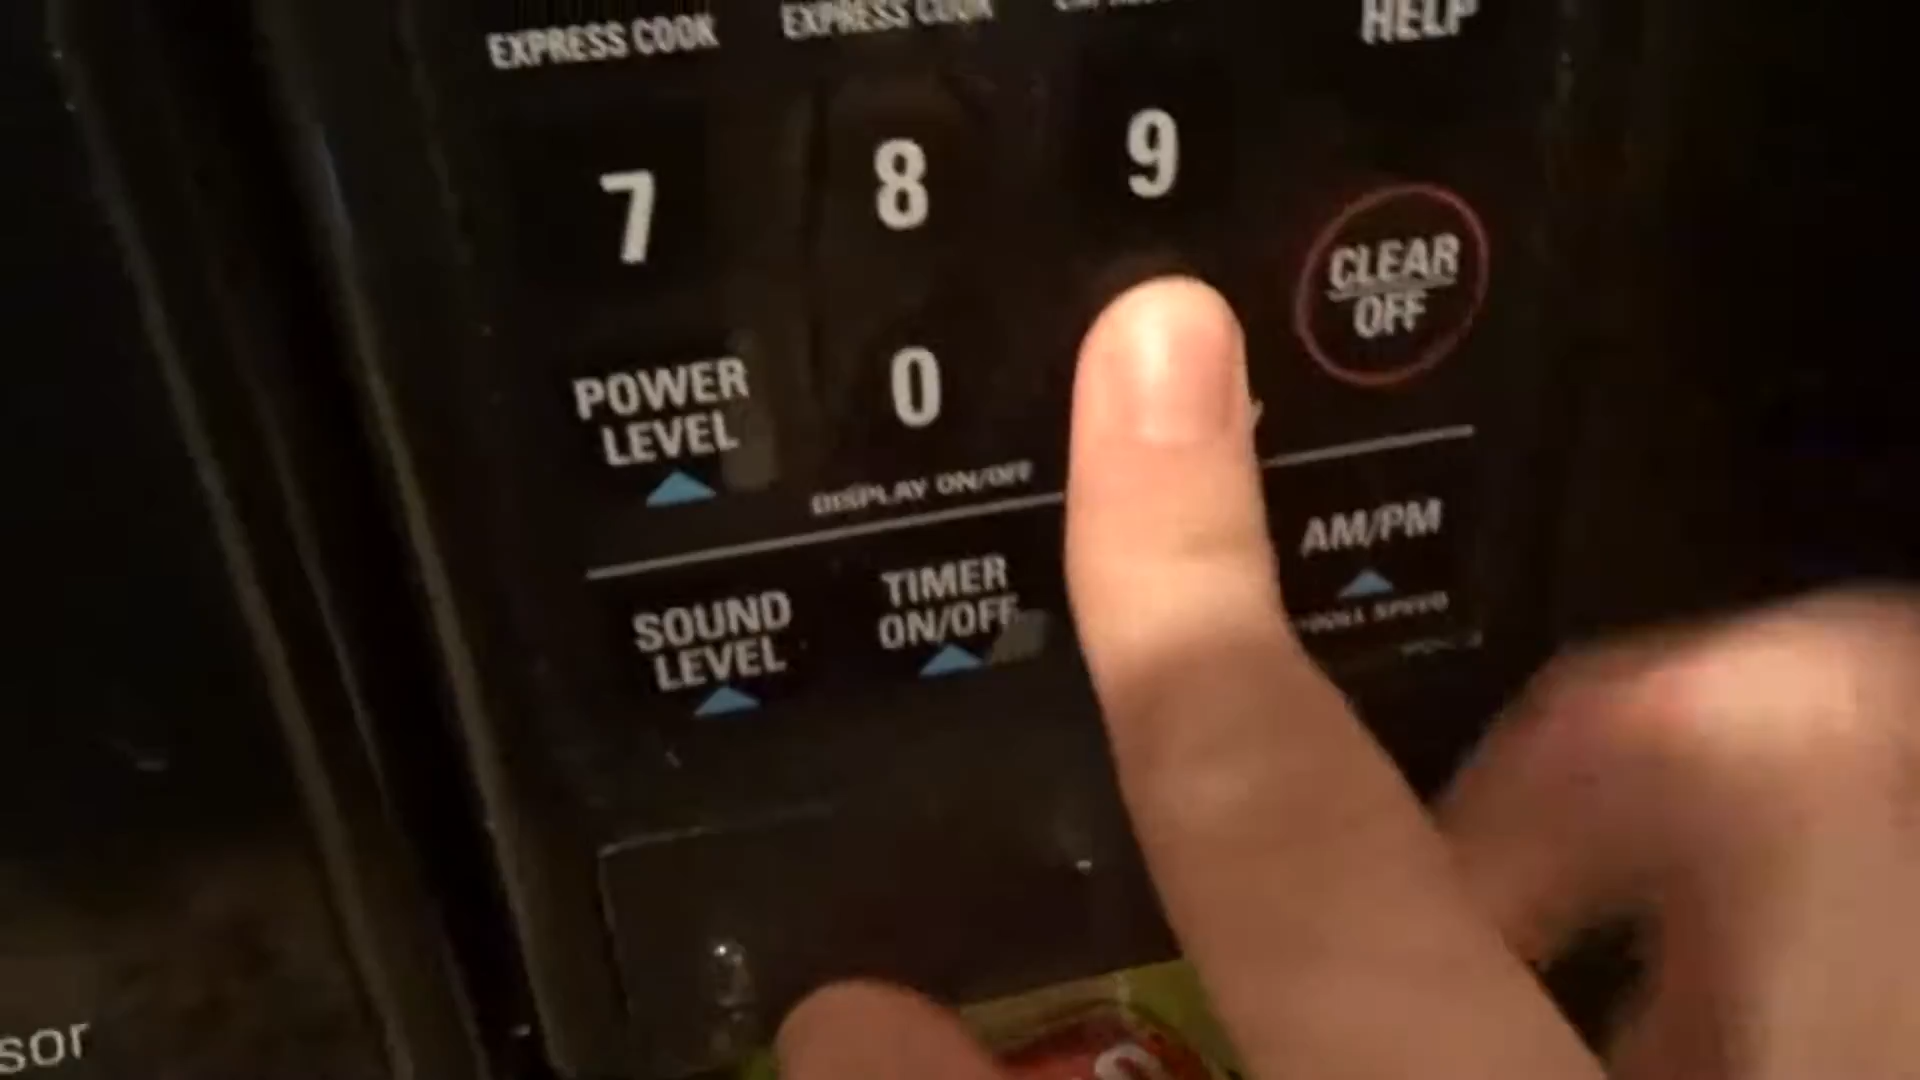 EXPRESS COOK
EXPRESS COOK
HELP
7
8
9
CLEAR
OFF
POWER
LEVEL
0
DISPLAY ON/OFF
SOUND
LEVEL
TIMER
ON/OFF
AM/PM
SPEED
sor